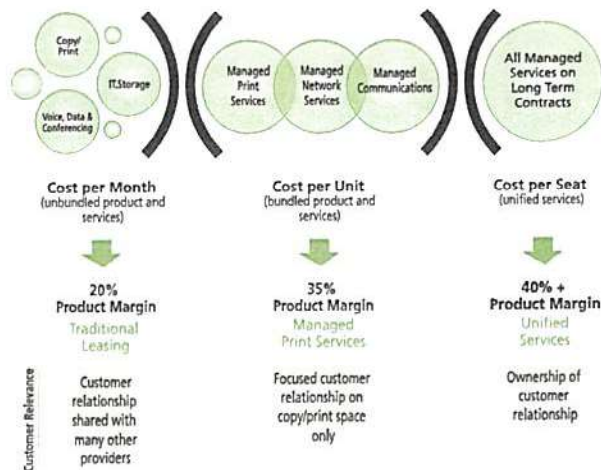 Copy/
Print
IT,Storage
Voice, Data &
Conferencing
Managed
Print
Services
Managed
Network
Services
Managed
Communications
All Managed
Services on
Long Term
Contracts
Cost per Month
(unbundled product and
services)
Cost per Unit
(bundled product and
services)
Cost per Seat
(unified services)
20%
Product Margin
Traditional
Leasing
35%
Product Margin
Managed
Print Services
40% +
Product Margin
Unified
Services
Customer Relevance
Customer
relationship
shared with
many other
providers
Focused customer
relationship on
copy/print space
only
Ownership of
customer
relationship